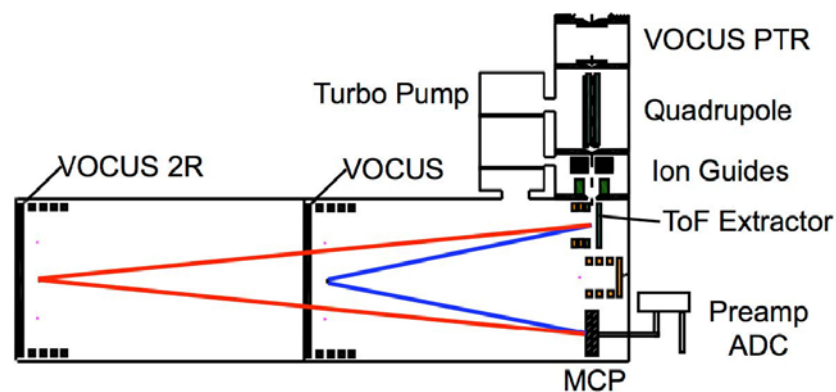 VOCUS PTR
Turbo Pump
Quadrupole
VOCUS 2R
VOCUS
Ion Guides
ToF Extractor
Preamp
ADC
MCP